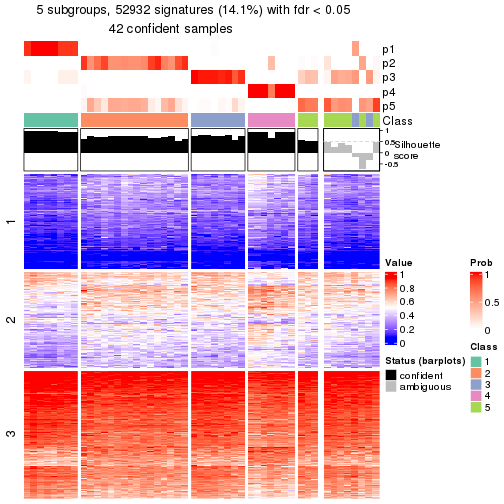 5 subgroups, 52932 signatures (14.1%) with fdr < 0.05
42 confident samples
p1
p2
p3
p4
p5
Class
1
0.5
0
-0.5
Silhouette
score
1
2
3
Value
1
0.8
0.6
0.4
0.2
0
Status (barplots)
confident
ambiguous
Prob
1
0.5
0
Class
1
2
3
4
5